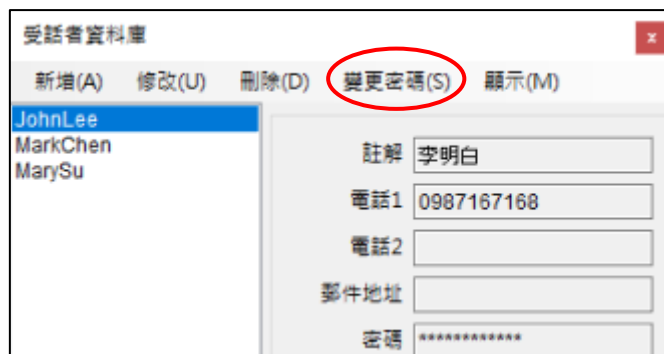 受話者資料庫
x
新增(A) 修改(U) 刪除(D) 變更密碼(S) 顯示(M)
JohnLee
MarkChen
MarySu
註解 李明白
電話1 0987167168
電話2
郵件地址
密碼 ************